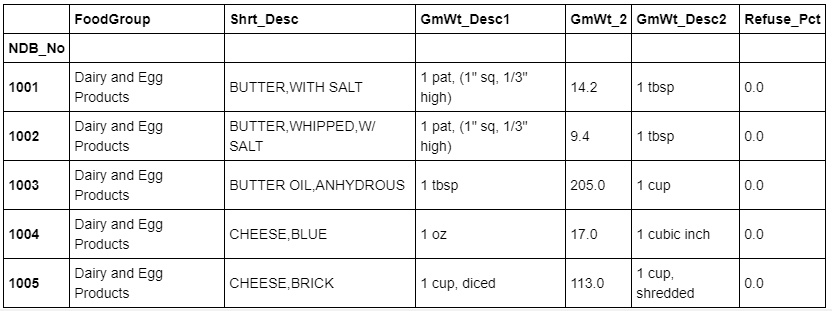 FoodGroup Shrt_Desc GmWt_Desc1 GmWt_2 GmWt_Desc2 Refuse_Pct
NDB_No
1001 Dairy and Egg Products BUTTER,WITH SALT 1 pat, (1" sq, 1/3" high) 14.2 1 tbsp 0.0
1002 Dairy and Egg Products BUTTER,WHIPPED,W/ SALT 1 pat, (1" sq, 1/3" high) 9.4 1 tbsp 0.0
1003 Dairy and Egg Products BUTTER OIL,ANHYDROUS 1 tbsp 205.0 1 cup 0.0
1004 Dairy and Egg Products CHEESE,BLUE 1 oz 17.0 1 cubic inch 0.0
1005 Dairy and Egg Products CHEESE,BRICK 1 cup, diced 113.0 1 cup, shredded 0.0